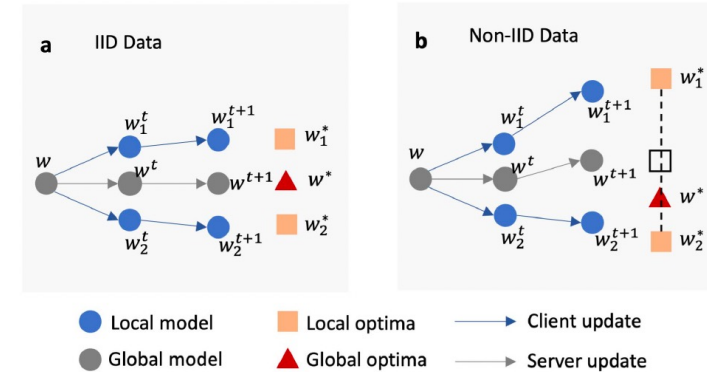 a IID Data
w
w_1^t
w_1^{t+1}
w_1^*
w^t
w^{t+1}
w^*
w_2^t
w_2^{t+1}
w_2^*
b Non-IID Data
w
w_1^t
w_1^{t+1}
w_1^*
w^t
w^{t+1}
w^*
w_2^t
w_2^{t+1}
w_2^*
Local model Local optima Client update
Global model Global optima Server update